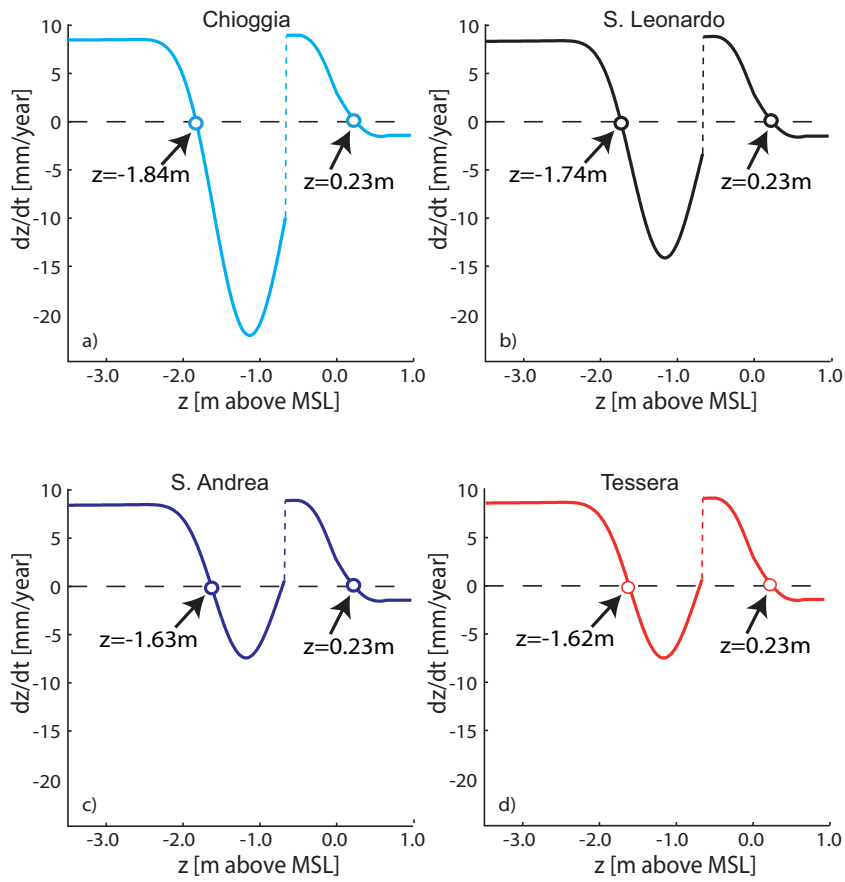 Chioggia
10
5
0
-5
-10
-15
-20
dz/dt [mm/year]
z=-1.84m
z=0.23m
a)
-3.0 -2.0 -1.0 0.0 1.0
z [m above MSL]
S. Leonardo
10
5
0
-5
-10
-15
-20
dz/dt [mm/year]
z=-1.74m
z=0.23m
b)
-3.0 -2.0 -1.0 0.0 1.0
z [m above MSL]
S. Andrea
10
5
0
-5
-10
-15
-20
dz/dt [mm/year]
z=-1.63m
z=0.23m
c)
-3.0 -2.0 -1.0 0.0 1.0
z [m above MSL]
Tessera
10
5
0
-5
-10
-15
-20
dz/dt [mm/year]
z=-1.62m
z=0.23m
d)
-3.0 -2.0 -1.0 0.0 1.0
z [m above MSL]